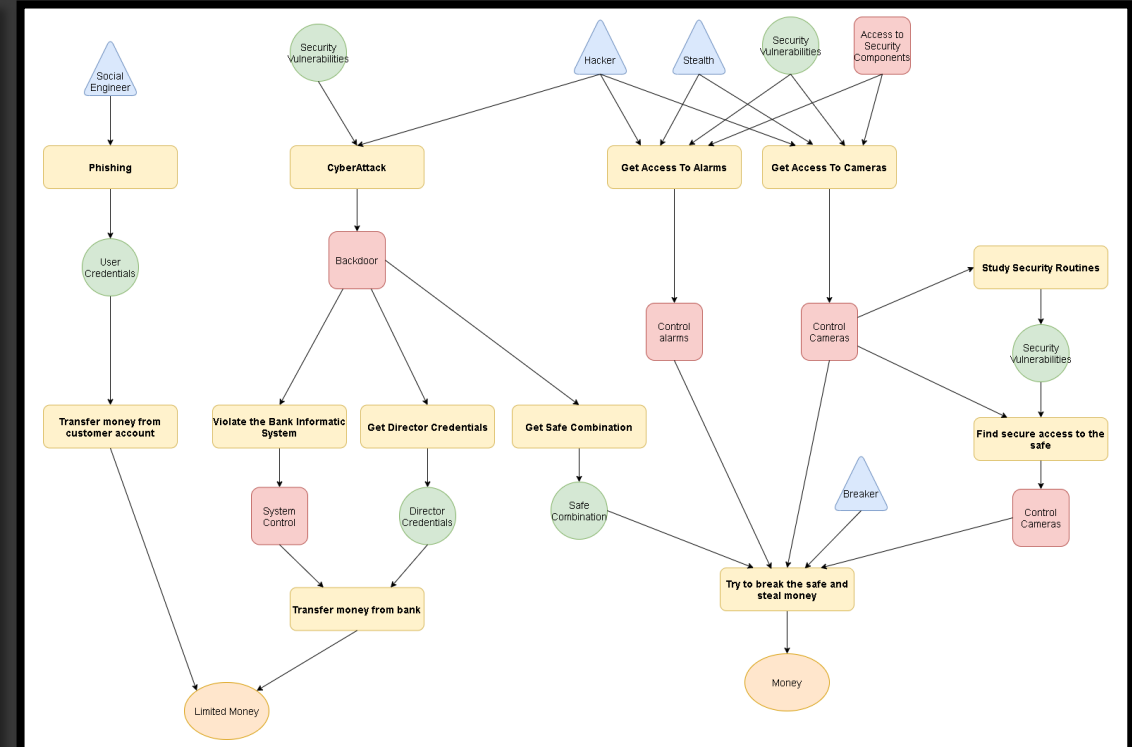 Social
Engineer
Security
Vulnerabilities
Hacker
Stealth
Security
Vulnerabilities
Access to
Security
Components
Phishing
CyberAttack
Get Access To Alarms
Get Access To Cameras
User
Credentials
Backdoor
Study Security Routines
Control
alarms
Control
Cameras
Security
Vulnerabilities
Transfer money from
customer account
Violate the Bank Informatic
System
Get Director Credentials
Get Safe Combination
Find secure access to the
safe
System
Control
Director
Credentials
Safe
Combination
Breaker
Control
Cameras
Transfer money from bank
Try to break the safe and
steal money
Limited Money
Money